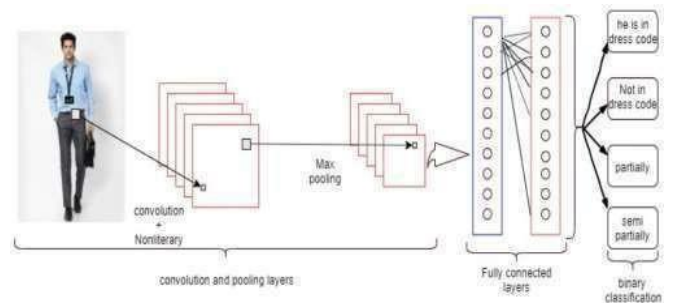 he is in
dress code
Not in
dress code
partially
semi
partially
Max
pooling
convolution
+
Nonliterary
convolution and pooling layers
Fully connected
layers
binary
classification